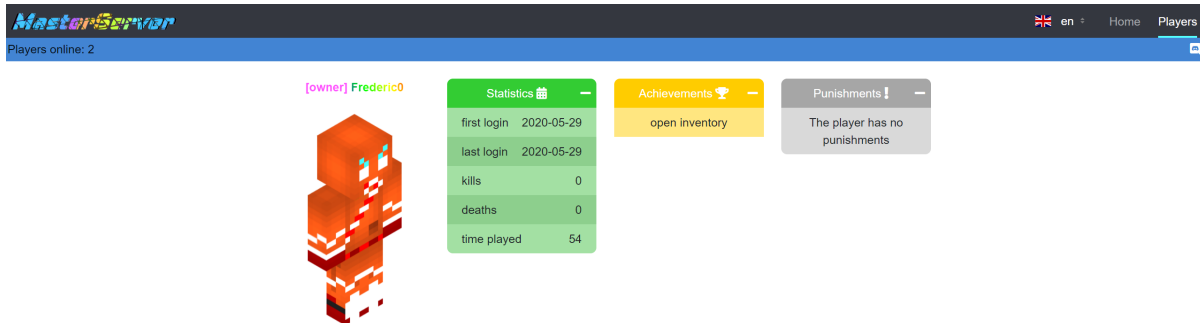 MasterServer
en
Home
Players
Players online: 2
[owner] Frederic0
Statistics
first login 2020-05-29
last login 2020-05-29
kills 0
deaths 0
time played 54
Achievements
open inventory
Punishments
The player has no
punishments